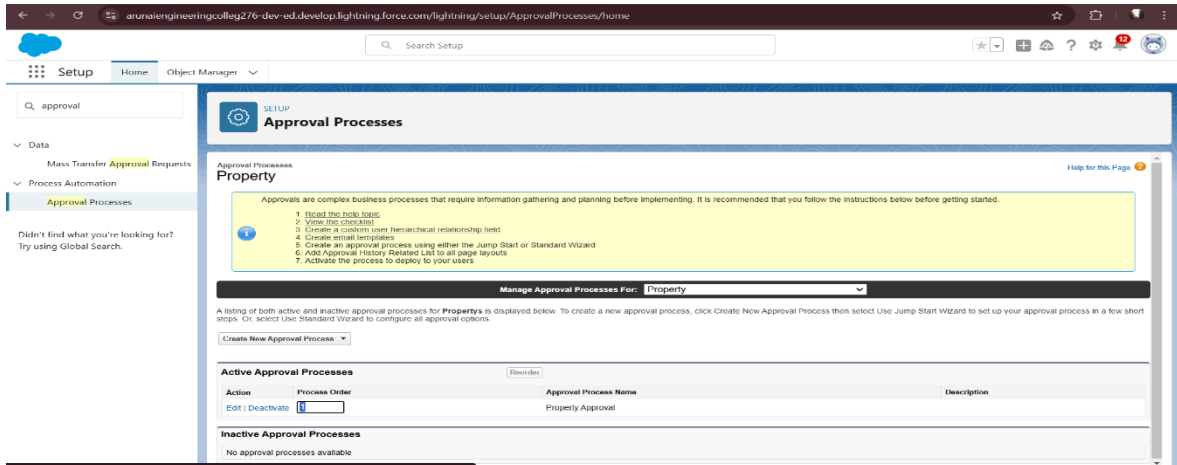 arunaiengineeringcolleg276-dev-ed.develop.lightning.force.com/lightning/setup/ApprovalProcesses/home
Search Setup
12
Setup Home Object Manager
approval
SETUP
Approval Processes
Data
Mass Transfer Approval Requests
Process Automation
Approval Processes
Didn't find what you're looking for?
Try using Global Search.
Approval Processes
Property
Help for this Page
Approvals are complex business processes that require information gathering and planning before implementing. It is recommended that you follow the instructions below before getting started.
1. Read the help topic
2. View the checklist
3. Create a custom user hierarchical relationship field
4. Create email templates
5. Create an approval process using either the Jump Start or Standard Wizard
6. Add Approval History Related List to all page layouts
7. Activate the process to deploy to your users
Manage Approval Processes For: Property
A listing of both active and inactive approval processes for Propertys is displayed below. To create a new approval process, click Create New Approval Process then select Use Jump Start Wizard to set up your approval process in a few short
steps. Or, select Use Standard Wizard to configure all approval options.
Create New Approval Process
Active Approval Processes Reorder
Action Process Order Approval Process Name Description
Edit | Deactivate 1 Property Approval
Inactive Approval Processes
No approval processes available